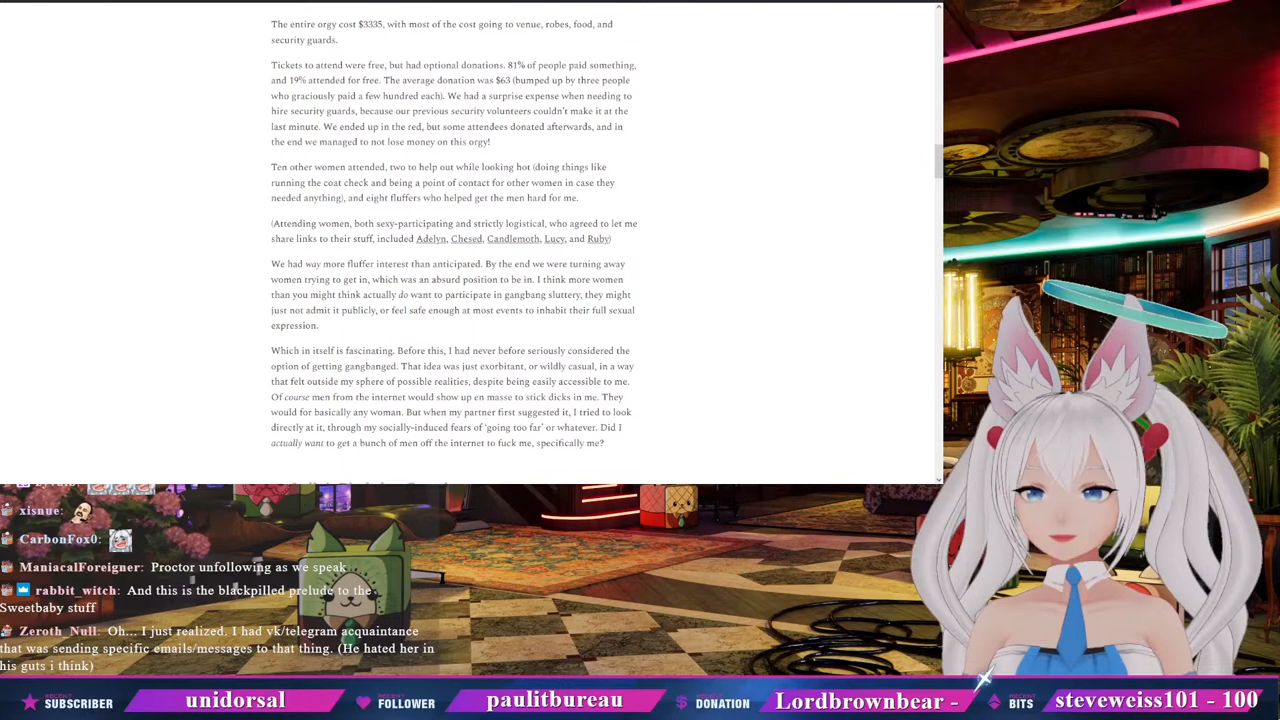 The entire orgy cost $3335, with most of the cost going to venue, robes, food, and
security guards.
Tickets to attend were free, but had optional donations. 81% of people paid something,
and 19% attended for free. The average donation was $63 (bumped up by three people
who graciously paid a few hundred each). We had a surprise expense when needing to
hire security guards, because our previous security volunteers couldn't make it at the
last minute. We ended up in the red, but some attendees donated afterwards, and in
the end we managed to not lose money on this orgy!
Ten other women attended, two to help out while looking hot (doing things like
running the coat check and being a point of contact for other women in case they
needed anything), and eight fluffers who helped get the men hard for me.
(Attending women, both sexy-participating and strictly logistical, who agreed to let me
share links to their stuff, included Adelyn, Chesed, Candlemoth, Lucy, and Ruby)
We had way more fluffer interest than anticipated. By the end we were turning away
women trying to get in, which was an absurd position to be in. I think more women
than you might think actually do want to participate in gangbang sluttery, they might
just not admit it publicly, or feel safe enough at most events to inhabit their full sexual
expression.
Which in itself is fascinating. Before this, I had never before seriously considered the
option of getting gangbanged. That idea was just exorbitant, or wildly casual, in a way
that felt outside my sphere of possible realities, despite being easily accessible to me.
Of course men from the internet would show up en masse to stick dicks in me. They
would for basically any woman. But when my partner first suggested it, I tried to look
directly at it, through my socially-induced fears of 'going too far' or whatever. Did I
actually want to get a bunch of men off the internet to fuck me, specifically me?
xisnue:
CarbonFox0:
ManiacalForeigner: Proctor unfollowing as we speak
rabbit_witch: And this is the blackpilled prelude to the
Sweetbaby stuff
Zeroth_Null: Oh... I just realized. I had vk/telegram acquaintance
that was sending specific emails/messages to that thing. (He hated her in
his guts i think)
RECENT SUBSCRIBER unidorsal RECENT FOLLOWER paulitbureau RECENT DONATION Lordbrownbear - RECENT BITS steveweiss101 - 100